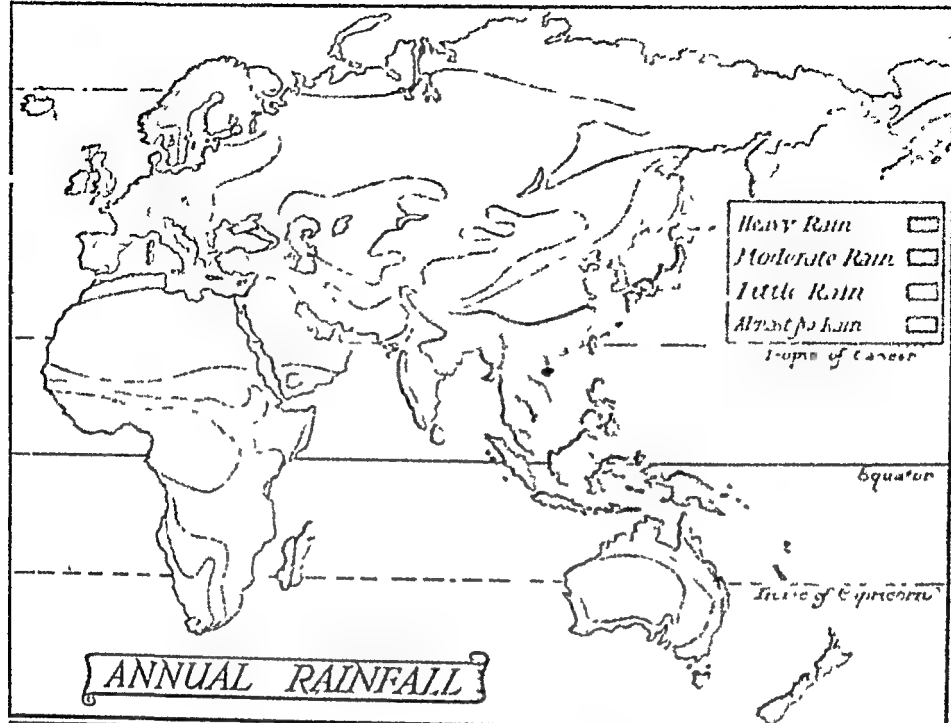 Heavy Rain
Moderate Rain
Little Rain
Almost No Rain
Tropic of Cancer
Equator
Tropic of Capricorn
ANNUAL RAINFALL